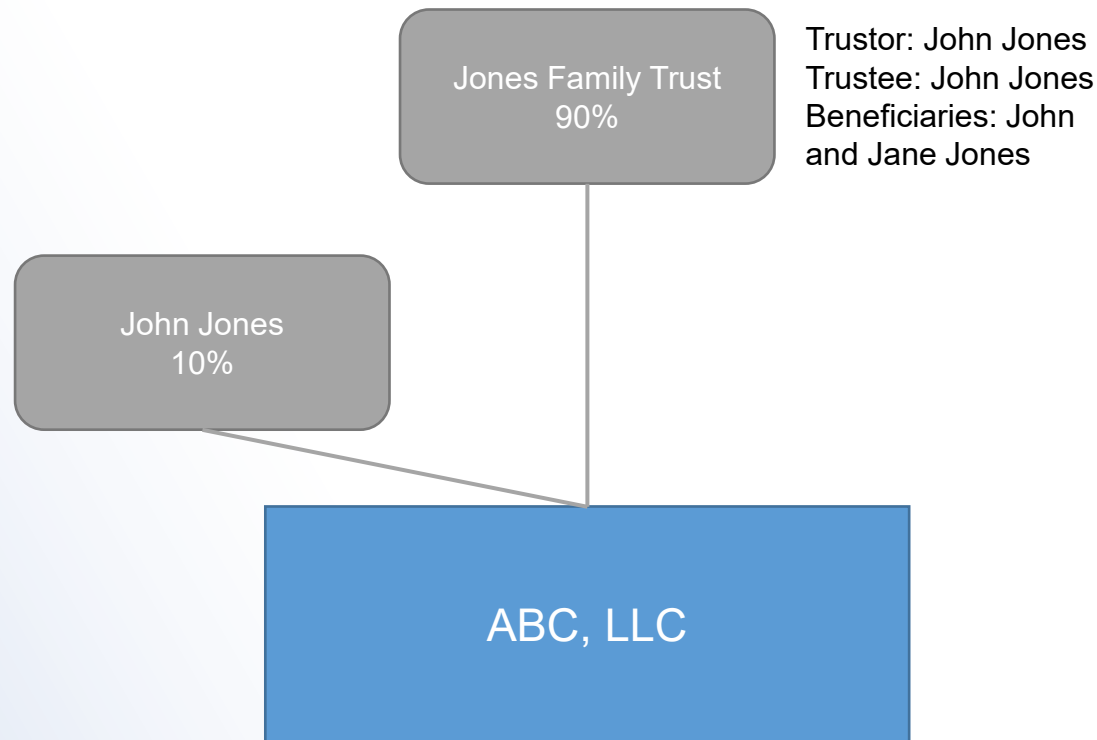 Jones Family Trust
90%
Trustor: John Jones
Trustee: John Jones
Beneficiaries: John
and Jane Jones
John Jones
10%
ABC, LLC